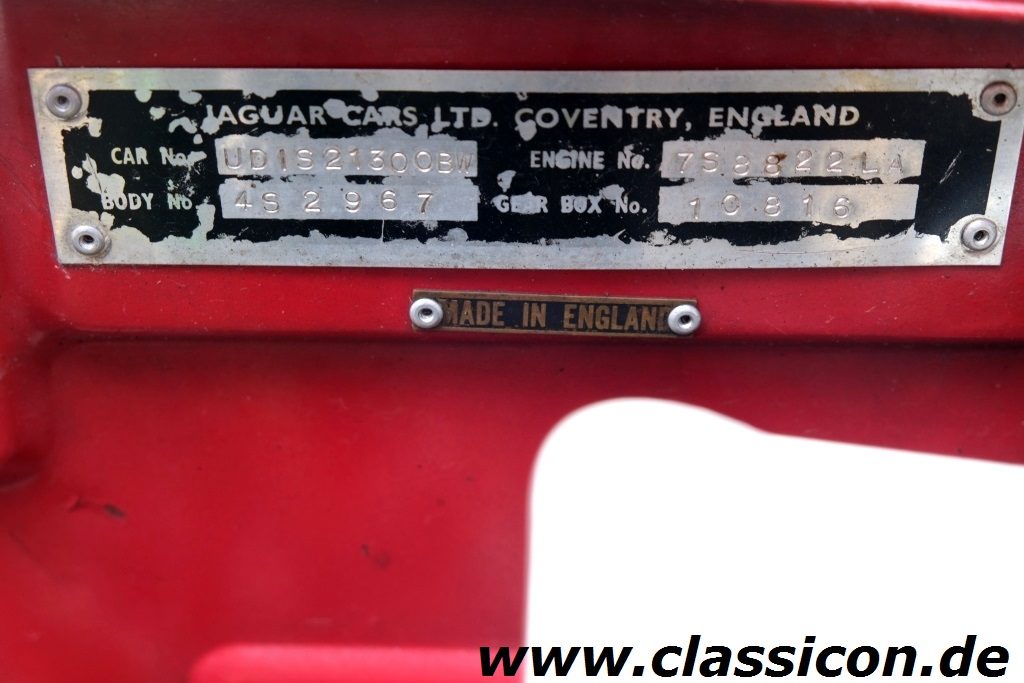 JAGUAR CARS LTD. COVENTRY, ENGLAND
CAR No. UD1S21300BW ENGINE No. 7S8822LA
BODY No. 4S2967 GEAR BOX No. 10816
MADE IN ENGLAND
www.classicon.de